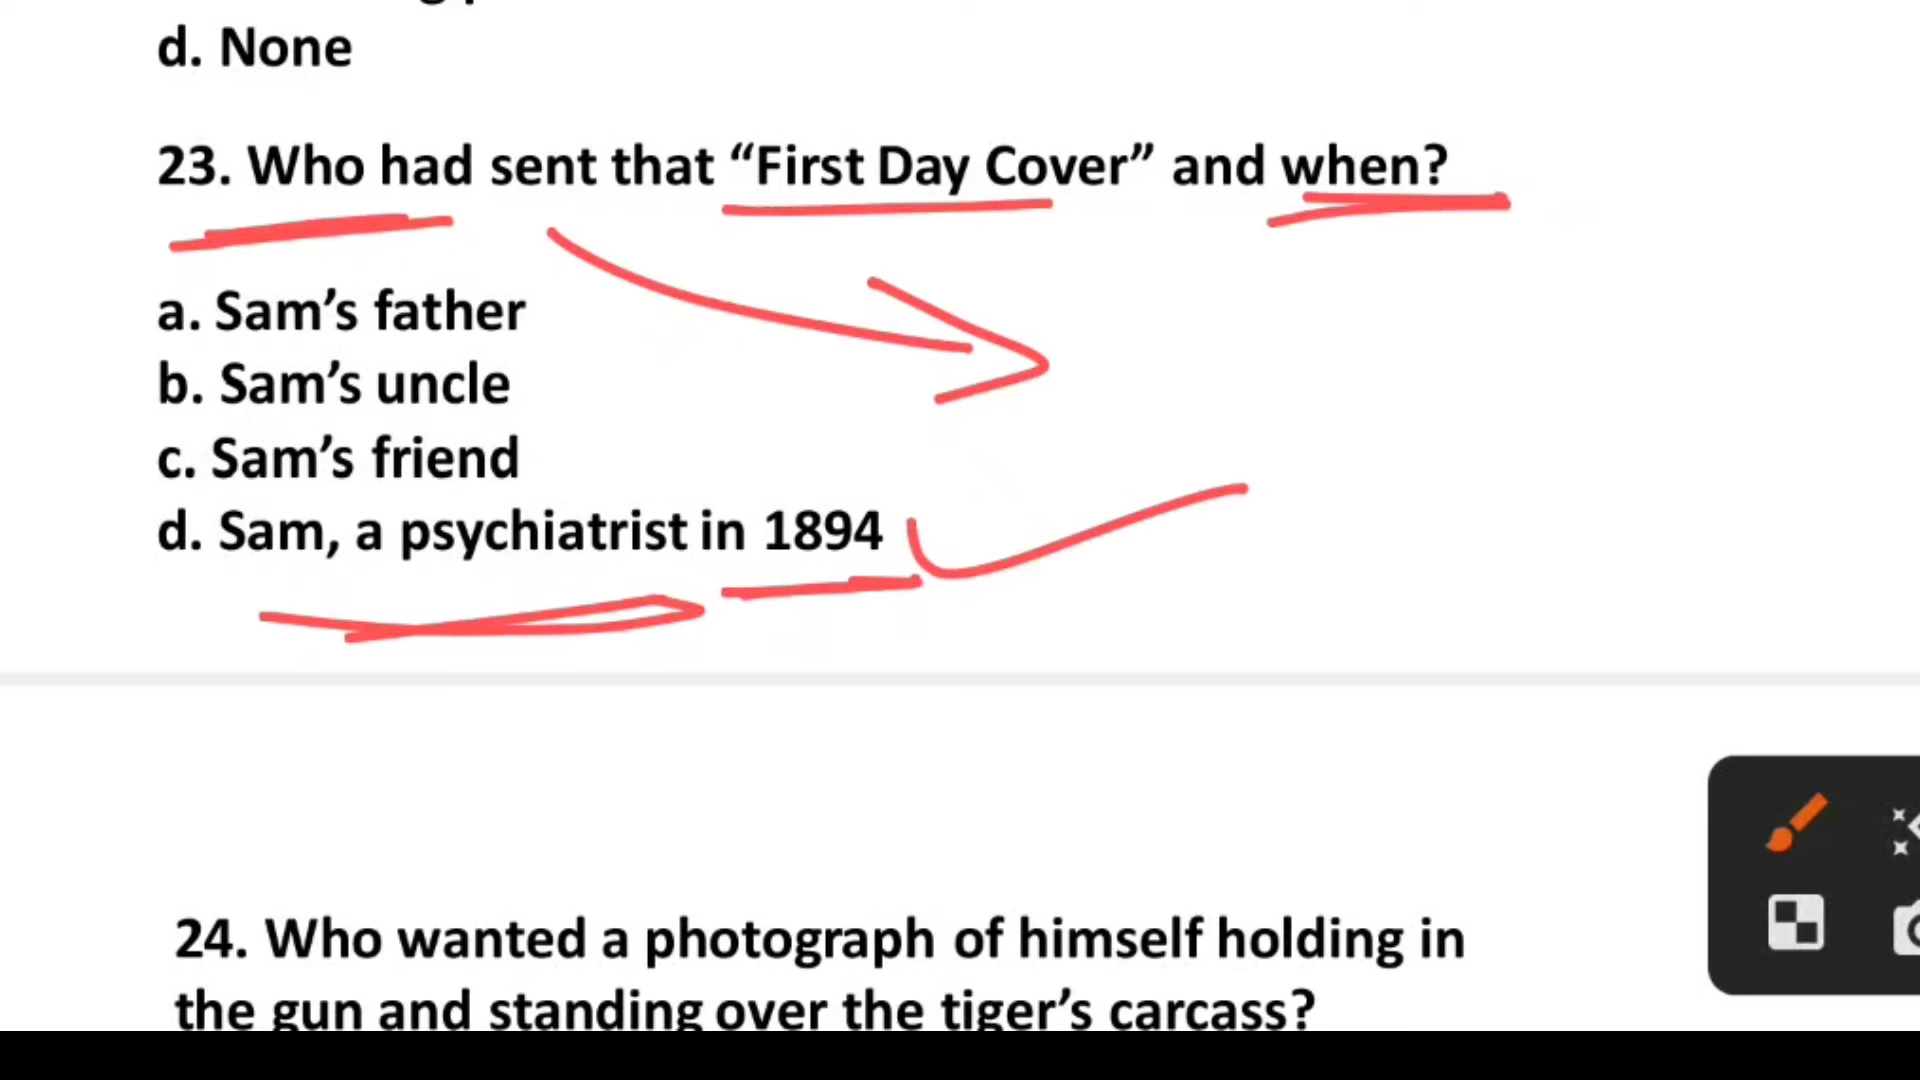 d. None
23. Who had sent that “First Day Cover” and when?
a. Sam’s father
b. Sam’s uncle
c. Sam’s friend
d. Sam, a psychiatrist in 1894
24. Who wanted a photograph of himself holding in
the gun and standing over the tiger’s carcass?